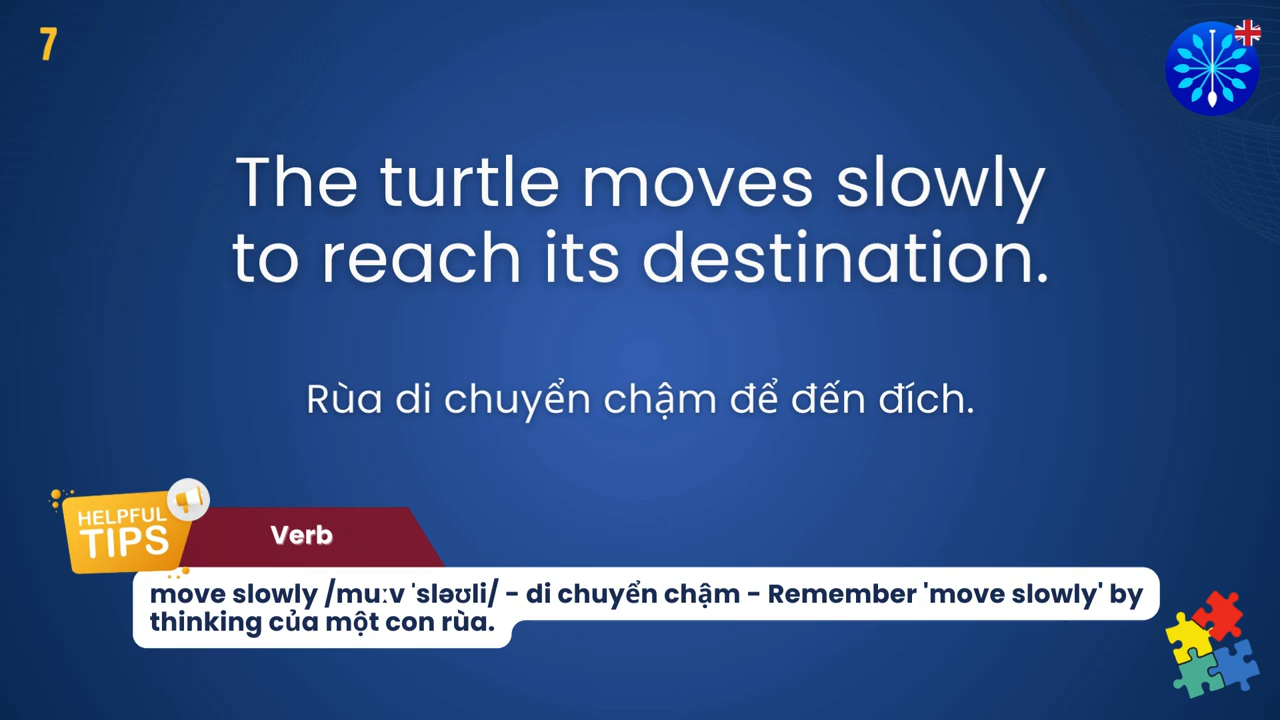 7
The turtle moves slowly
to reach its destination.
Rùa di chuyển chậm để đến đích.
HELPFUL
TIPS
Verb
move slowly /muːv ˈsləʊli/ - di chuyển chậm - Remember 'move slowly' by
thinking của một con rùa.